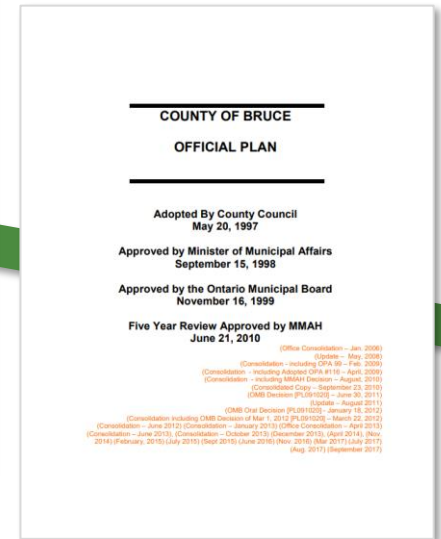 COUNTY OF BRUCE
OFFICIAL PLAN
Adopted By County Council
May 20, 1997
Approved by Minister of Municipal Affairs
September 15, 1998
Approved by the Ontario Municipal Board
November 16, 1999
Five Year Review Approved by MMAH
June 21, 2010
(Office Consolidation – Jan. 2006)
(Update – May, 2008)
(Consolidation - including OPA 99 – Feb. 2009)
(Consolidation - including Adopted OPA #116 – April, 2009)
(Consolidation – including MMAH Decision – August, 2010)
(Consolidated Copy – September 23, 2010)
(OMB Decision [PL091020] – June 30, 2011)
(Update – August 2011)
(OMB Oral Decision [PL091020] - January 18, 2012)
(Consolidation including OMB Decision of Mar 1, 2012 [PL091020] – March 22, 2012)
(Consolidation – June 2012) (Consolidation – January 2013) (Office Consolidation – April 2013)
(Consolidation – June 2013), (Consolidation – October 2013) (December 2013), (April 2014), (Nov.
2014) (February, 2015) (July 2015) (Sept 2015) (June 2016) (Nov. 2016) (Mar 2017) (July 2017)
(Aug. 2017) (September 2017)